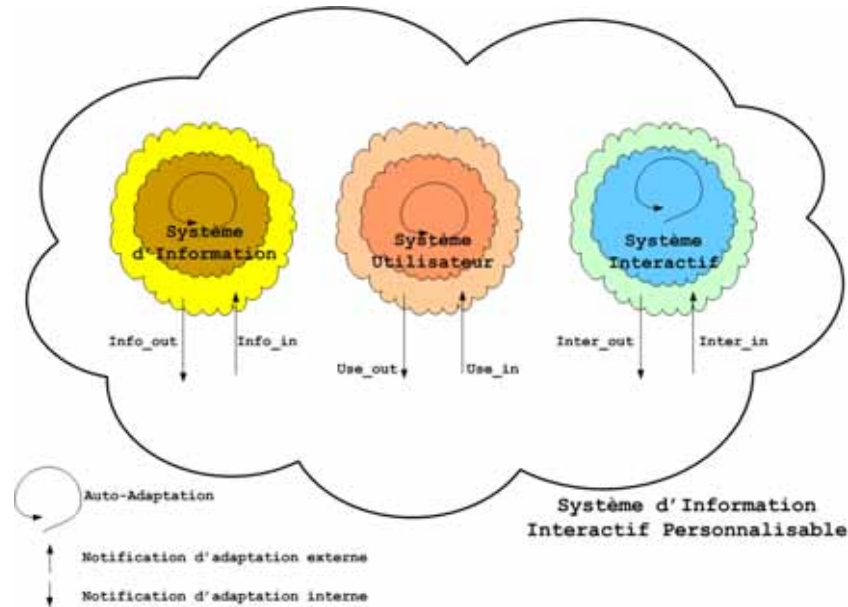 Système
d'Information
Système
Utilisateur
Système
Interactif
Info_out
Info_in
Use_out
Use_in
Inter_out
Inter_in
Auto-Adaptation
Notification d'adaptation externe
Notification d'adaptation interne
Système d'Information
Interactif Personnalisable